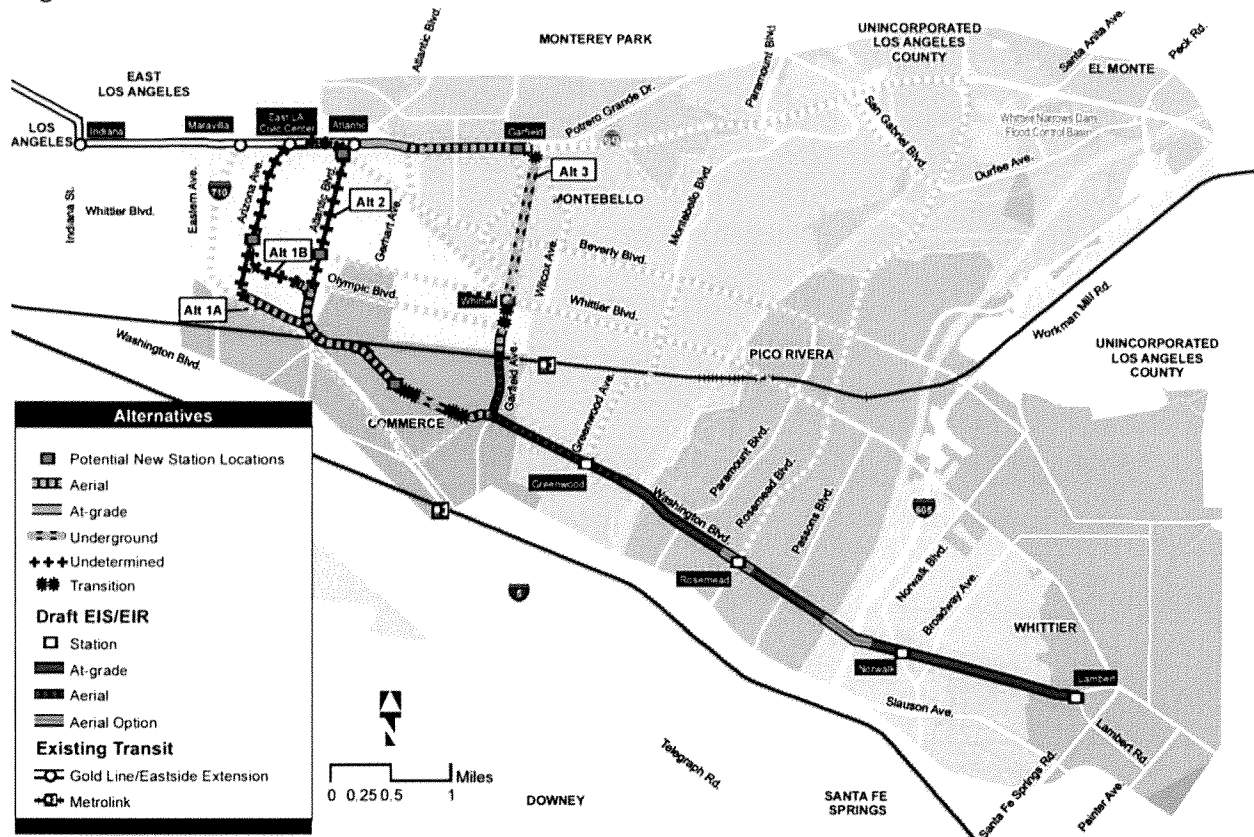 MONTEREY PARK
UNINCORPORATED
LOS ANGELES
COUNTY
Santa Anita Ave.
Peck Rd.
EL MONTE
Atlantic Blvd.
Paramount Blvd.
EAST
LOS ANGELES
Potrero Grande Dr.
San Gabriel Blvd.
Whittier Narrows Dam
Flood Control Basin
Durfee Ave.
LOS
ANGELES
Indiana
Maravilla
East LA
Civic Center
Atlantic
Garfield
Alt 3
MONTEBELLO
Montebello Blvd.
Indiana St.
Whittier Blvd.
Eastern Ave.
710
Arizona Ave.
Atlantic Blvd.
Alt 2
Gerhart Ave.
Wilcox Ave.
Beverly Blvd.
Alt 1B
Olympic Blvd.
Whittier
Whittier Blvd.
Alt 1A
Washington Blvd.
Workman Mill Rd.
UNINCORPORATED
LOS ANGELES
COUNTY
PICO RIVERA
Garfield Ave.
Greenwood Ave.
COMMERCE
Greenwood
Washington Blvd.
Paramount Blvd.
Rosemead Blvd.
Passons Blvd.
605
Rosemead
Norwalk Blvd.
Broadway Ave.
WHITTIER
Norwalk
Lambert
5
Slauson Ave.
Lambert Rd.
Telegraph Rd.
Santa Fe Springs Rd.
Painter Ave.
DOWNEY
SANTA FE
SPRINGS
Alternatives
Potential New Station Locations
Aerial
At-grade
Underground
Undetermined
Transition
Draft EIS/EIR
Station
At-grade
Aerial
Aerial Option
Existing Transit
Gold Line/Eastside Extension
Metrolink
N
Miles
0 0.25 0.5 1